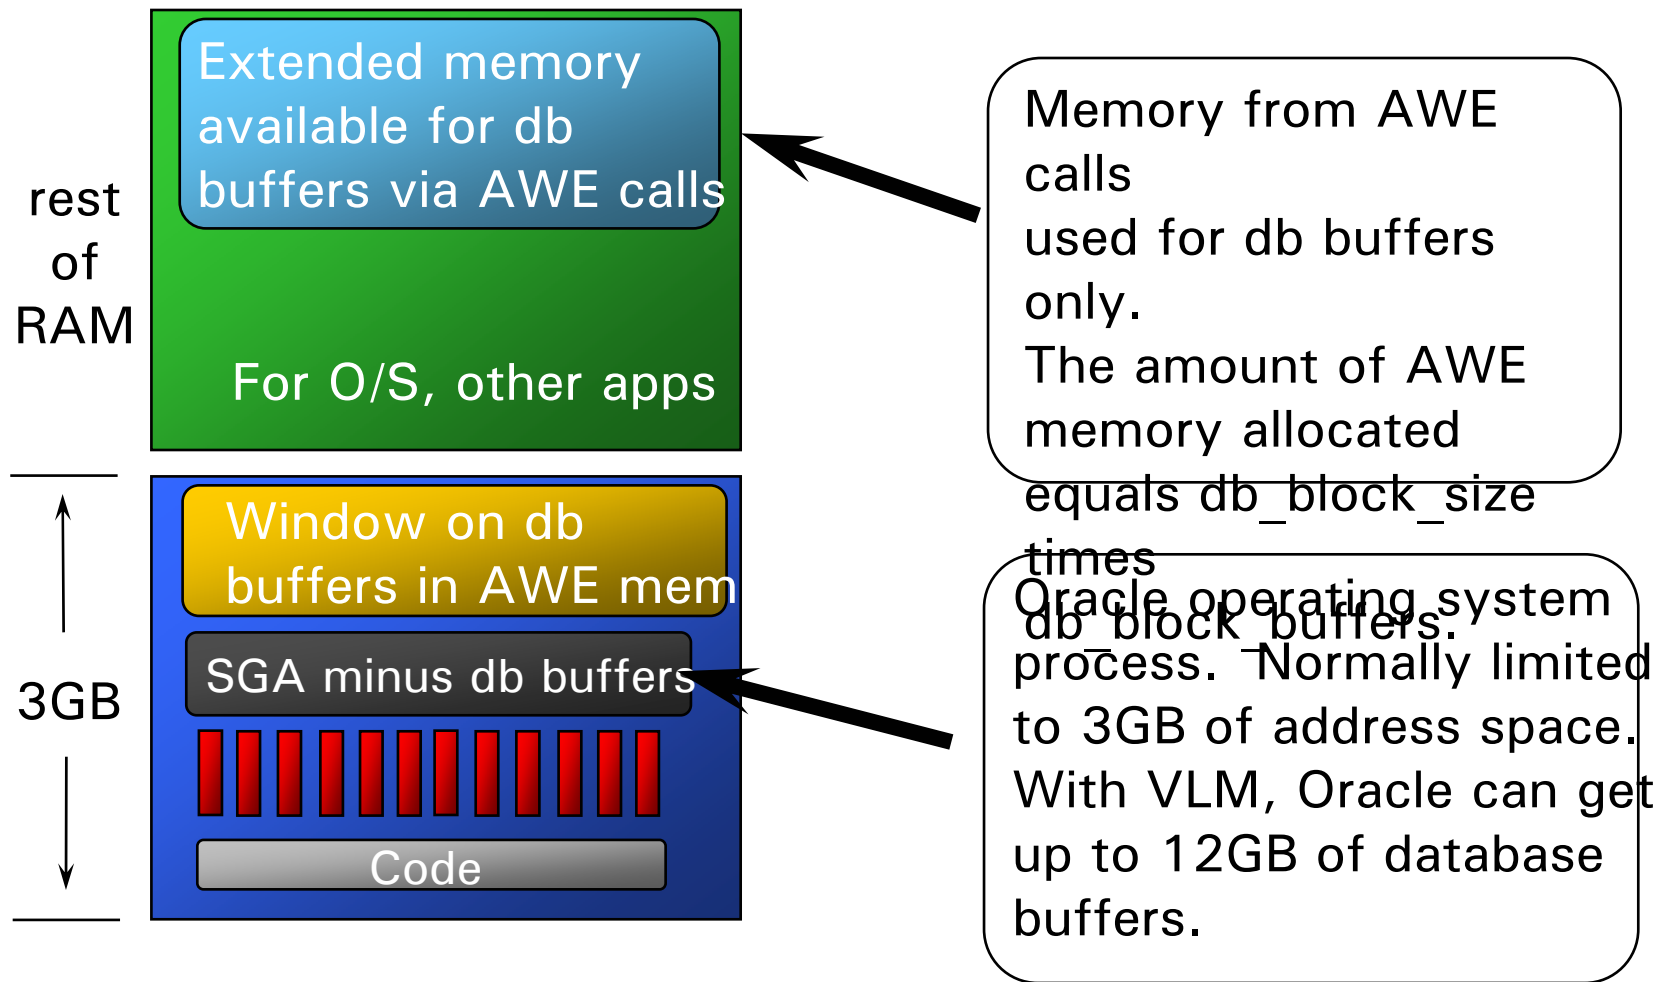 Extended memory
available for db
buffers via AWE calls
For O/S, other apps
rest
of
RAM
Memory from AWE
calls
used for db buffers
only.
The amount of AWE
memory allocated
equals db_block_size
times
db_block_buffers.
Window on db
buffers in AWE mem
SGA minus db buffers
Code
3GB
Oracle operating system
process. Normally limited
to 3GB of address space.
With VLM, Oracle can get
up to 12GB of database
buffers.